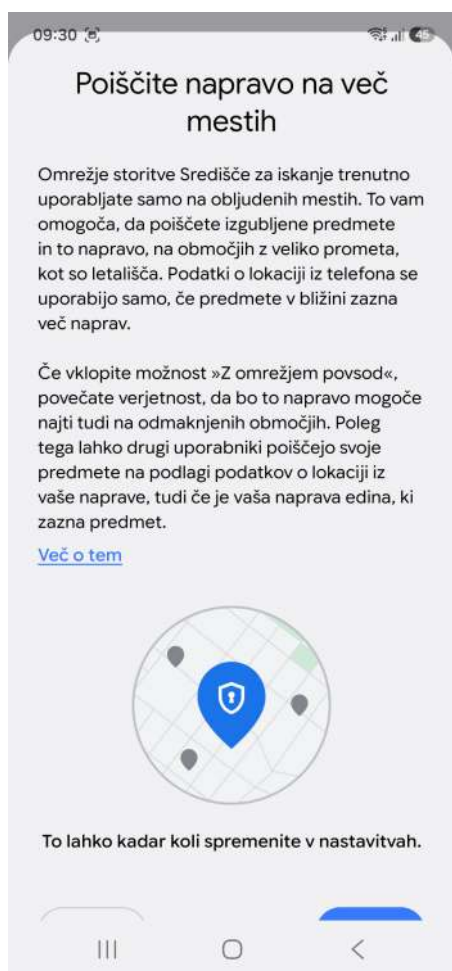 09:30
45
Poiščite napravo na več
mestih
Omrežje storitve Središče za iskanje trenutno
uporabljate samo na obljudenih mestih. To vam
omogoča, da poiščete izgubljene predmete
in to napravo, na območjih z veliko prometa,
kot so letališča. Podatki o lokaciji iz telefona se
uporabijo samo, če predmete v bližini zazna
več naprav.
Če vklopite možnost »Z omrežjem povsod«,
povečate verjetnost, da bo to napravo mogoče
najti tudi na odmaknjenih območjih. Poleg
tega lahko drugi uporabniki poiščejo svoje
predmete na podlagi podatkov o lokaciji iz
vaše naprave, tudi če je vaša naprava edina, ki
zazna predmet.
Več o tem
To lahko kadar koli spremenite v nastavitvah.